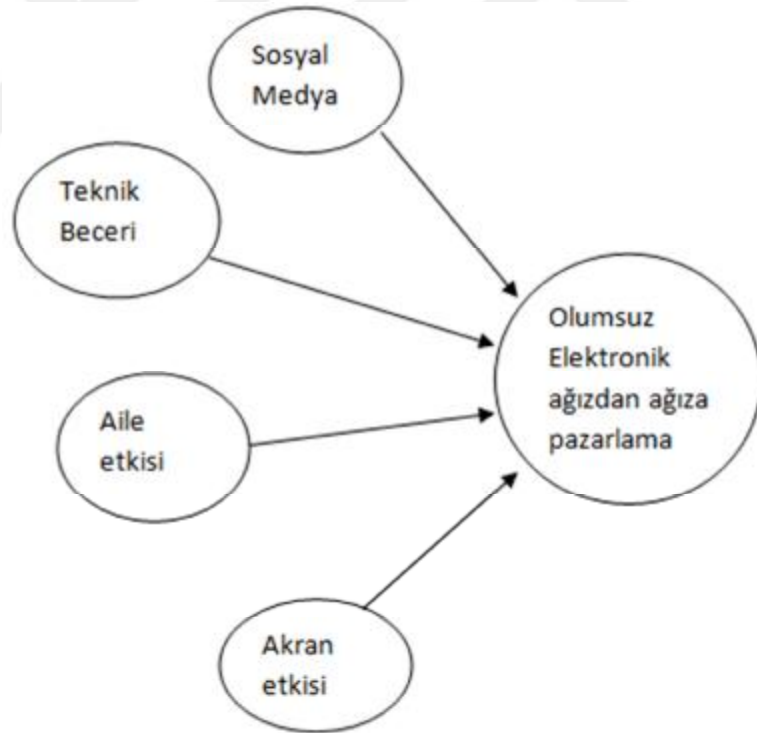 Sosyal
Medya
Teknik
Beceri
Olumsuz
Elektronik
ağızdan ağıza
pazarlama
Aile
etkisi
Akran
etkisi